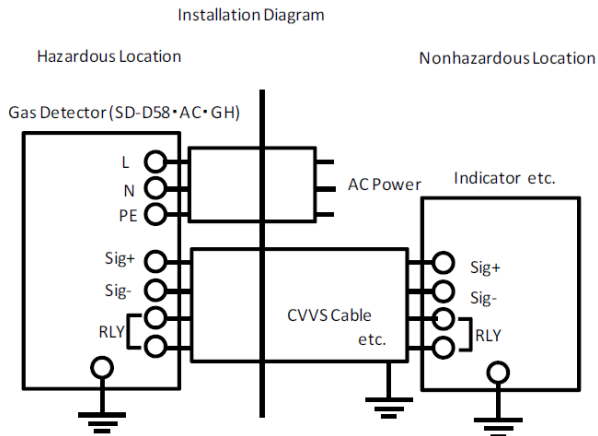 Installation Diagram
Hazardous Location
Nonhazardous Location
Gas Detector(SD-D58・AC・GH)
L
N
PE
AC Power
Indicator etc.
Sig+
Sig-
RLY
CVVS Cable
etc.
Sig+
Sig-
RLY